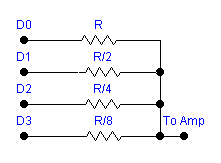 D0 R
D1 R/2
D2 R/4
D3 R/8 To Amp